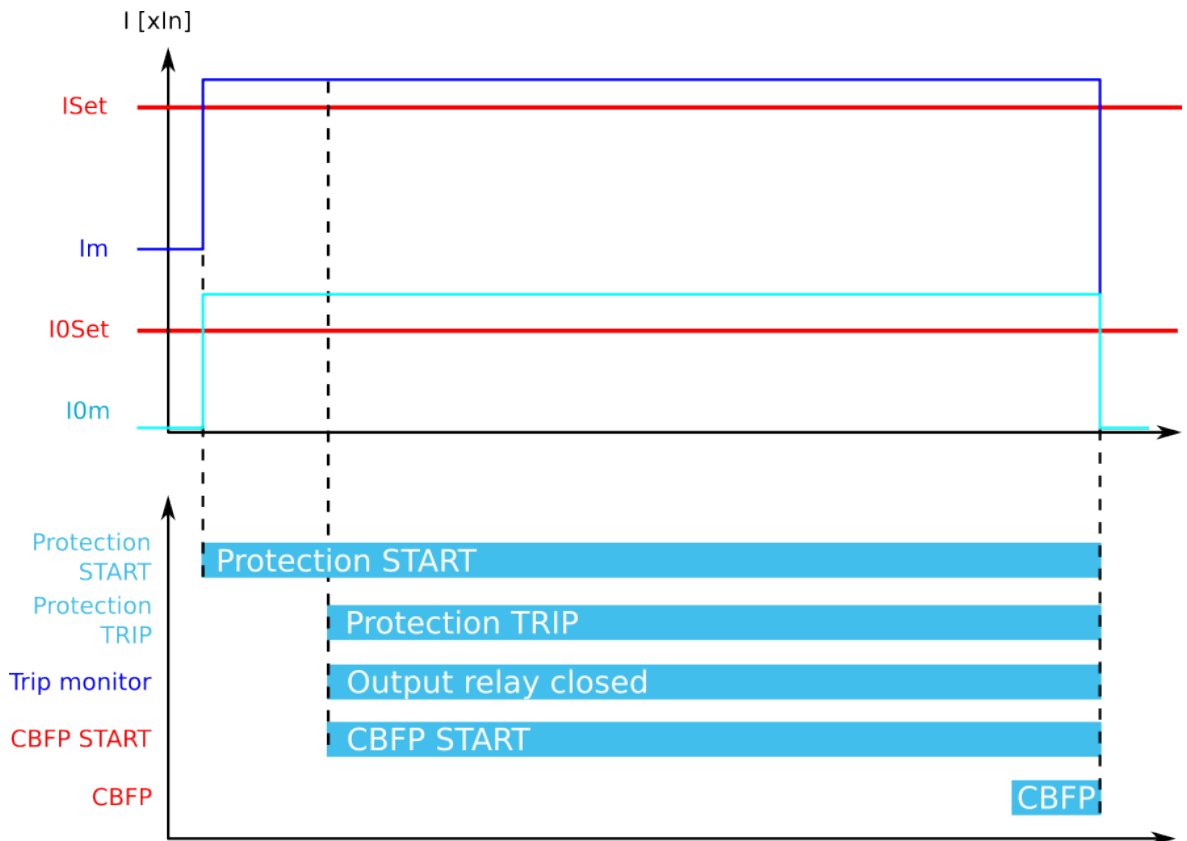 I [xIn]
ISet
Im
I0Set
I0m
Protection
START
Protection START
Protection
TRIP
Protection TRIP
Trip monitor
Output relay closed
CBFP START
CBFP START
CBFP
CBFP